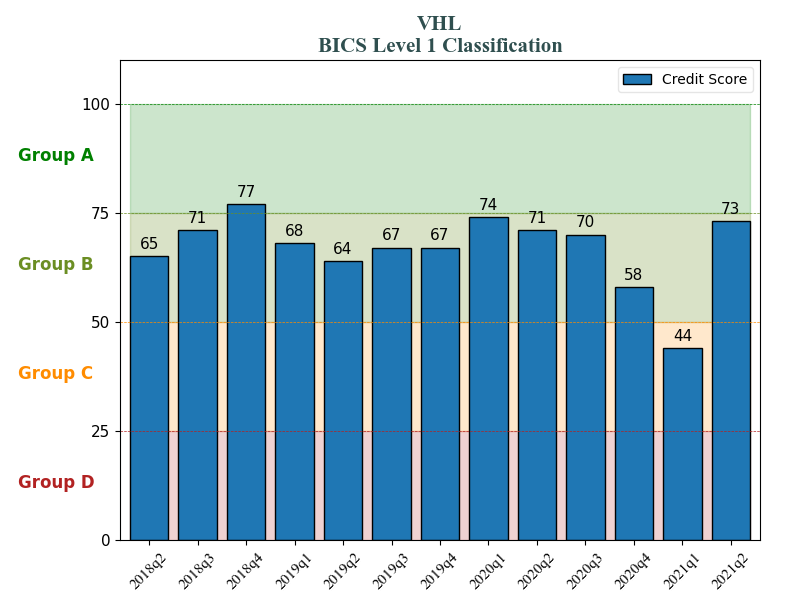 VHL
BICS Level 1 Classification
Credit Score
100
Group A
77
74
73
75
71
71
70
68
67
67
65
64
Group B
58
50
44
Group C
25
Group D
0
2018q2
2018q3
2018q4
2019q1
2019q2
2019q3
2019q4
2020q1
2020q2
2020q3
2020q4
2021q1
2021q2